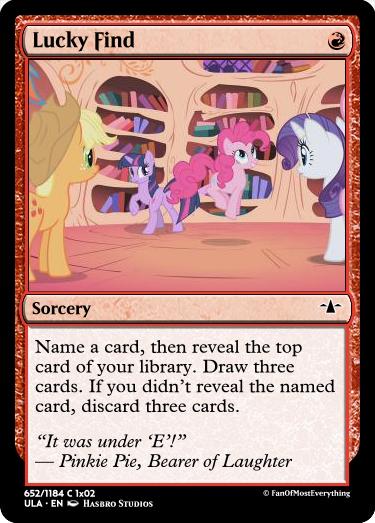 Lucky Find
Sorcery
Name a card, then reveal the top
card of your library. Draw three
cards. If you didn't reveal the named
card, discard three cards.
“It was under ‘E’!”
— Pinkie Pie, Bearer of Laughter
652/1184 C 1x02
ULA • EN Hasbro Studios
© FanOfMostEverything